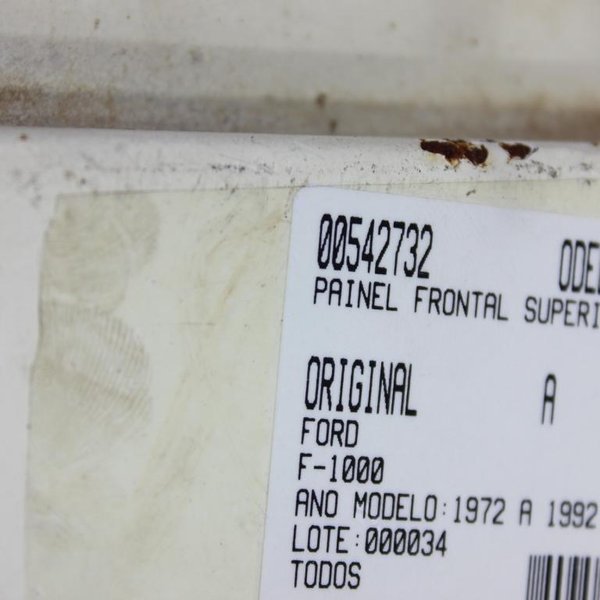 00542732
PAINEL FRONTAL
ORIGINAL A
FORD
F-1000
ANO MODELO:1972 A 1992
LOTE:000034
TODOS